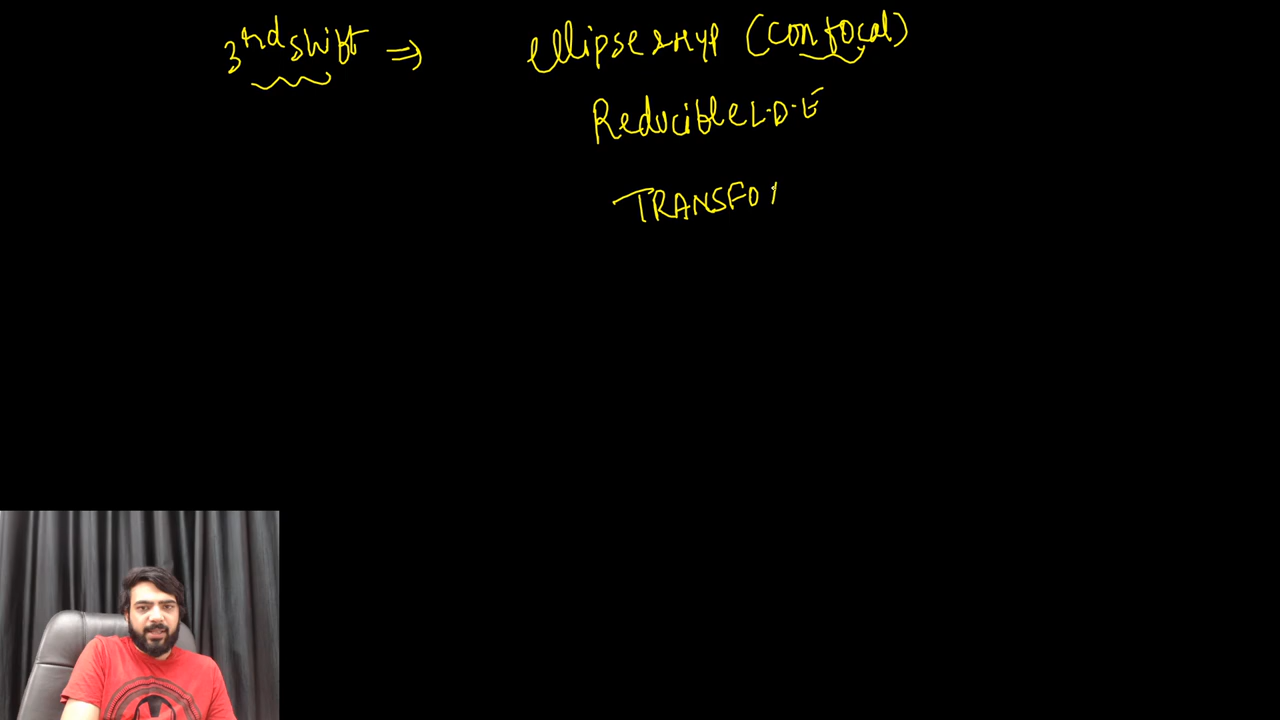 3rd shift ⇒ ellipse & Hyp (confocal)
Reducible L.D.E
TRANSFO